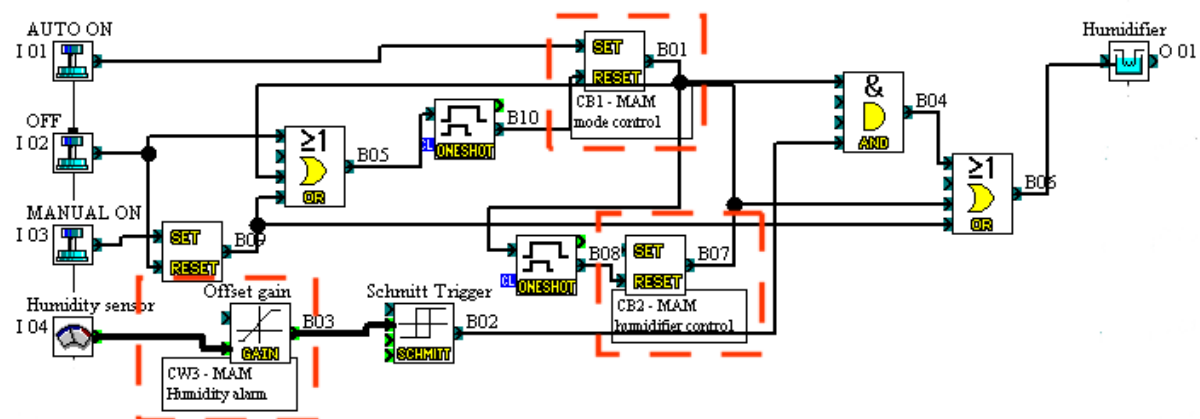 AUTO ON
I 01
SET
RESET
B01
CB1 - MAM
mode control
Humidifier
O 01
OFF
I 02
≥1
OR
B05
CL
ONESHOT
B10
&
AND
B04
≥1
OR
B06
MANUAL ON
I 03
SET
RESET
B09
CL
ONESHOT
B08
SET
RESET
B07
CB2 - MAM
humidifier control
Humidity sensor
I 04
Offset gain
GAIN
B03
CW3 - MAM
Humidity alarm
Schmitt Trigger
SCHMITT
B02